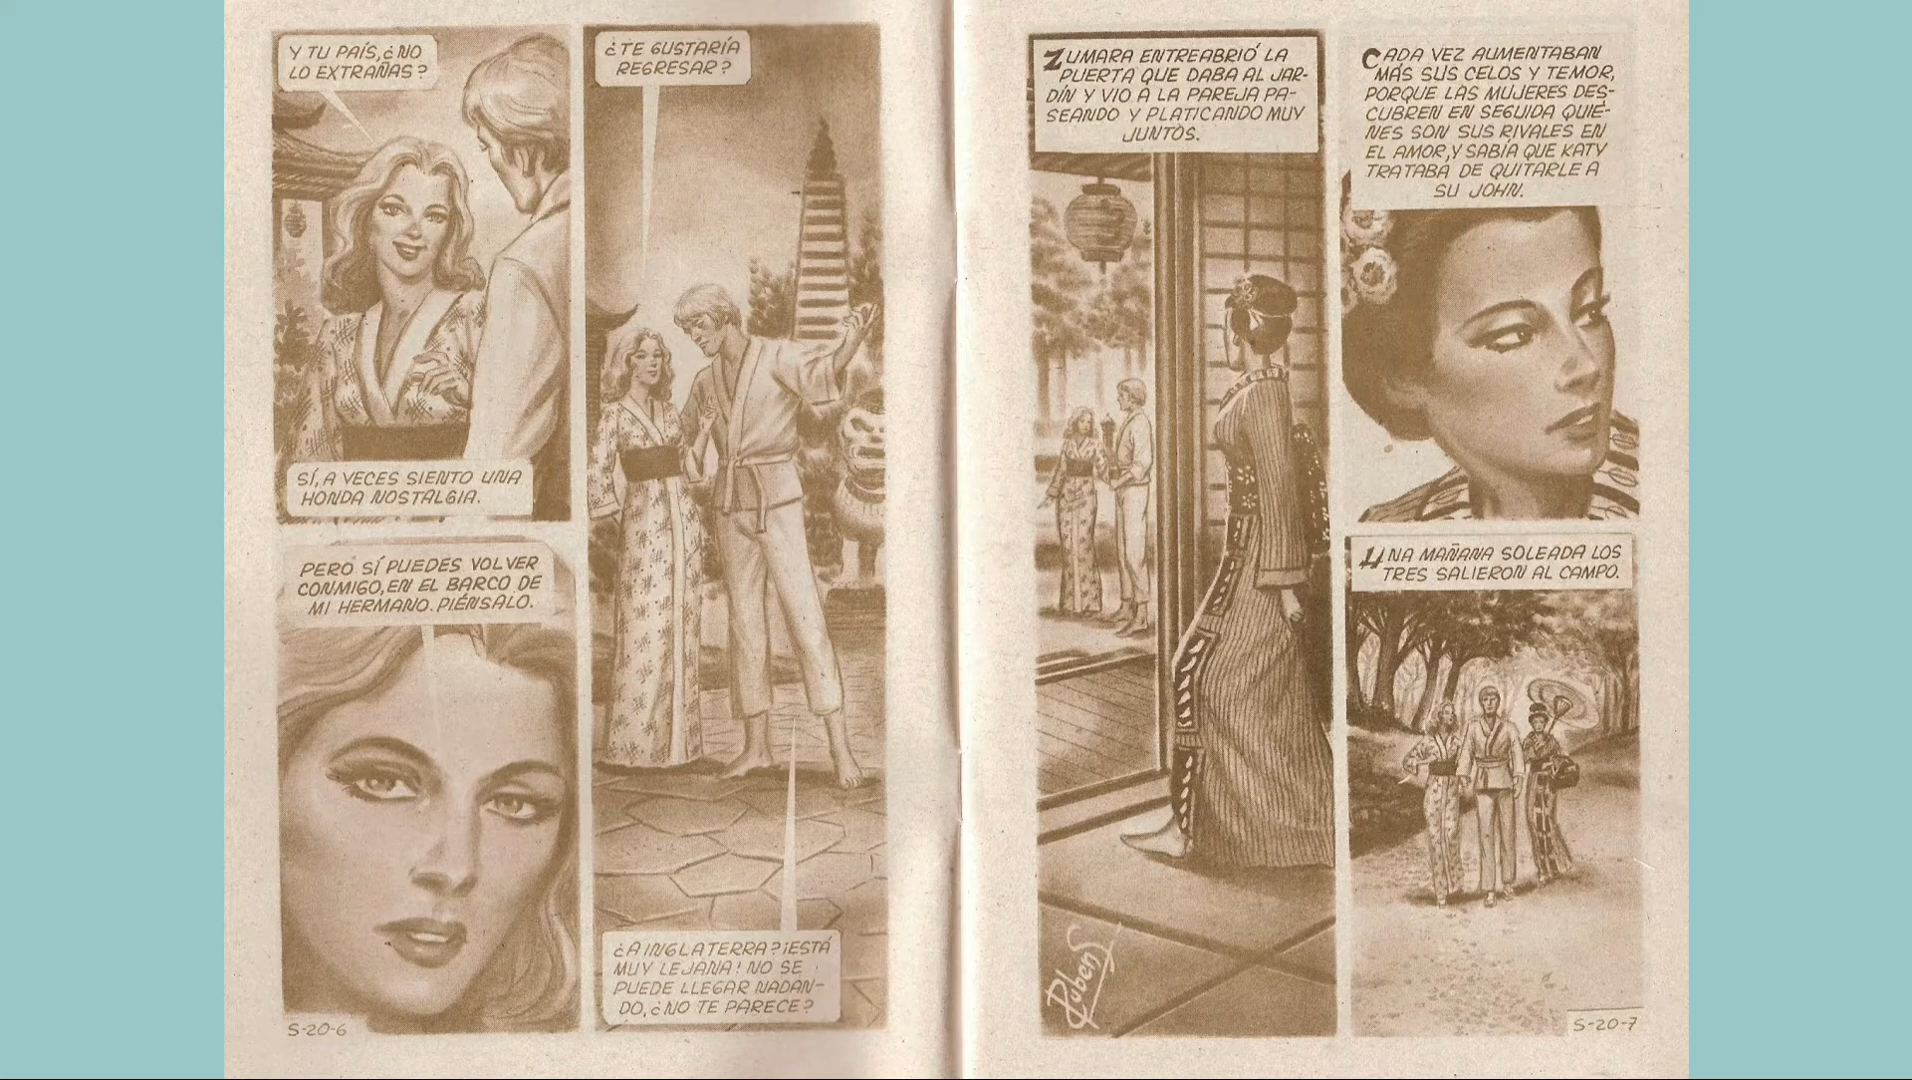 Y TU PAÍS, ¿NO
LO EXTRAÑAS?
SÍ, A VECES SIENTO UNA
HONDA NOSTALGIA.
¿TE GUSTARÍA
REGRESAR?
¿A INGLATERRA? ¡ESTÁ
MUY LEJANA! NO SE
PUEDE LLEGAR NADAN-
DO, ¿NO TE PARECE?
PERO SÍ PUEDES VOLVER
CONMIGO, EN EL BARCO DE
MI HERMANO. PIÉNSALO.
S-20-6
ZUMARA ENTREABRIÓ LA
PUERTA QUE DABA AL JAR-
DÍN Y VIO A LA PAREJA PA-
SEANDO Y PLATICANDO MUY
JUNTOS.
Rubens
CADA VEZ AUMENTABAN
MÁS SUS CELOS Y TEMOR,
PORQUE LAS MUJERES DES-
CUBREN EN SEGUIDA QUIÉ-
NES SON SUS RIVALES EN
EL AMOR, Y SABÍA QUE KATY
TRATABA DE QUITARLE A
SU JOHN.
UNA MAÑANA SOLEADA LOS
TRES SALIERON AL CAMPO.
S-20-7